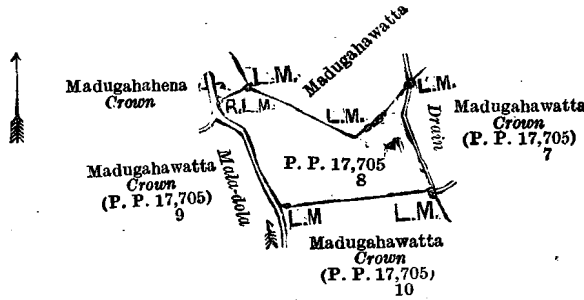 Madugahawatta
L.M.
Madugahahena
Crown
R.L.M.
L.M.
L.M.
Drain
Madugahawatta
Crown
(P. P. 17,705)
7
P. P. 17,705
8
Madugahawatta
Crown
(P. P. 17,705)
9
Mala-dola
L.M
L.M.
Madugahawatta
Crown
(P. P. 17,705)
10